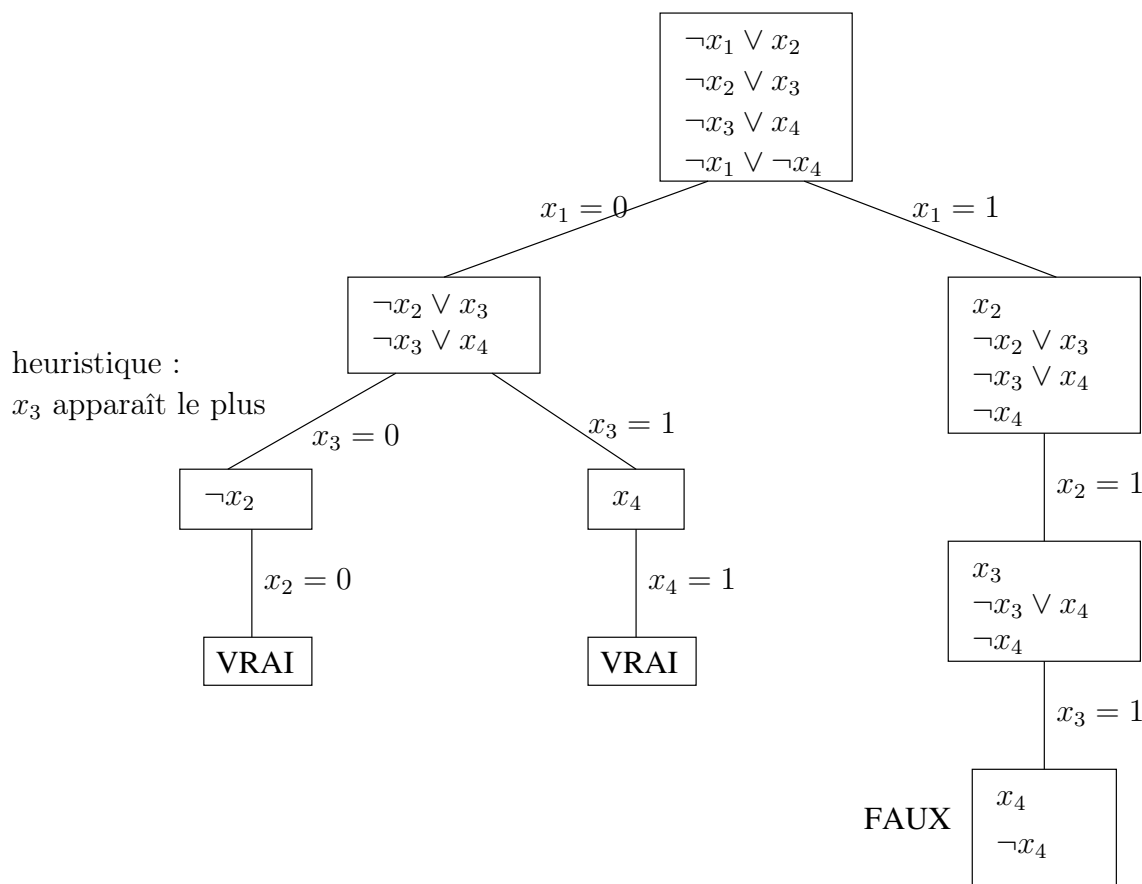 ¬x₁ ∨ x₂
¬x₂ ∨ x₃
¬x₃ ∨ x₄
¬x₁ ∨ ¬x₄
x₁ = 0
x₁ = 1
¬x₂ ∨ x₃
¬x₃ ∨ x₄
heuristique :
x₃ apparaît le plus
x₃ = 0
x₃ = 1
¬x₂
x₄
x₂ = 0
x₄ = 1
VRAI
VRAI
x₂
¬x₂ ∨ x₃
¬x₃ ∨ x₄
¬x₄
x₂ = 1
x₃
¬x₃ ∨ x₄
¬x₄
x₃ = 1
FAUX
x₄
¬x₄